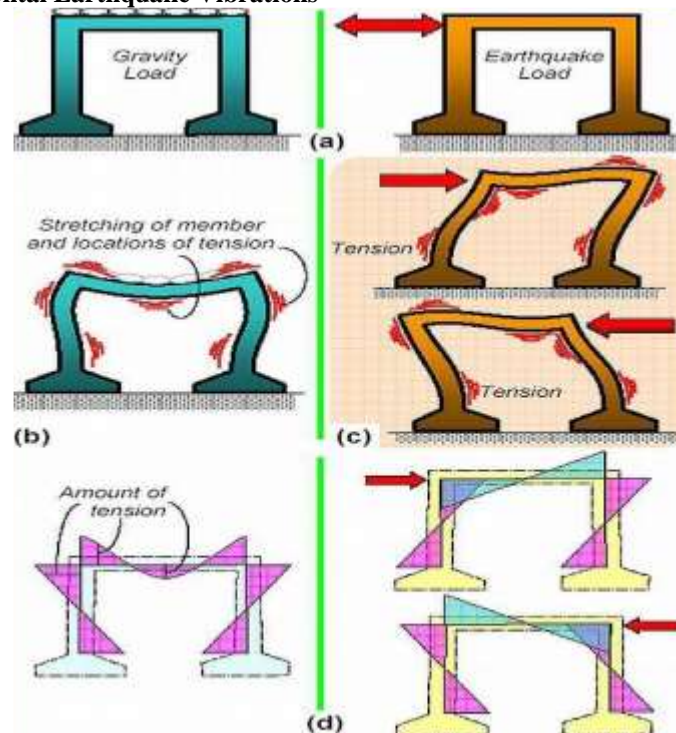 ntal Earthquake Vibrations
Gravity
Load
Earthquake
Load
(a)
Stretching of member
and locations of tension
Tension
Tension
(b)
(c)
Amount of
tension
(d)